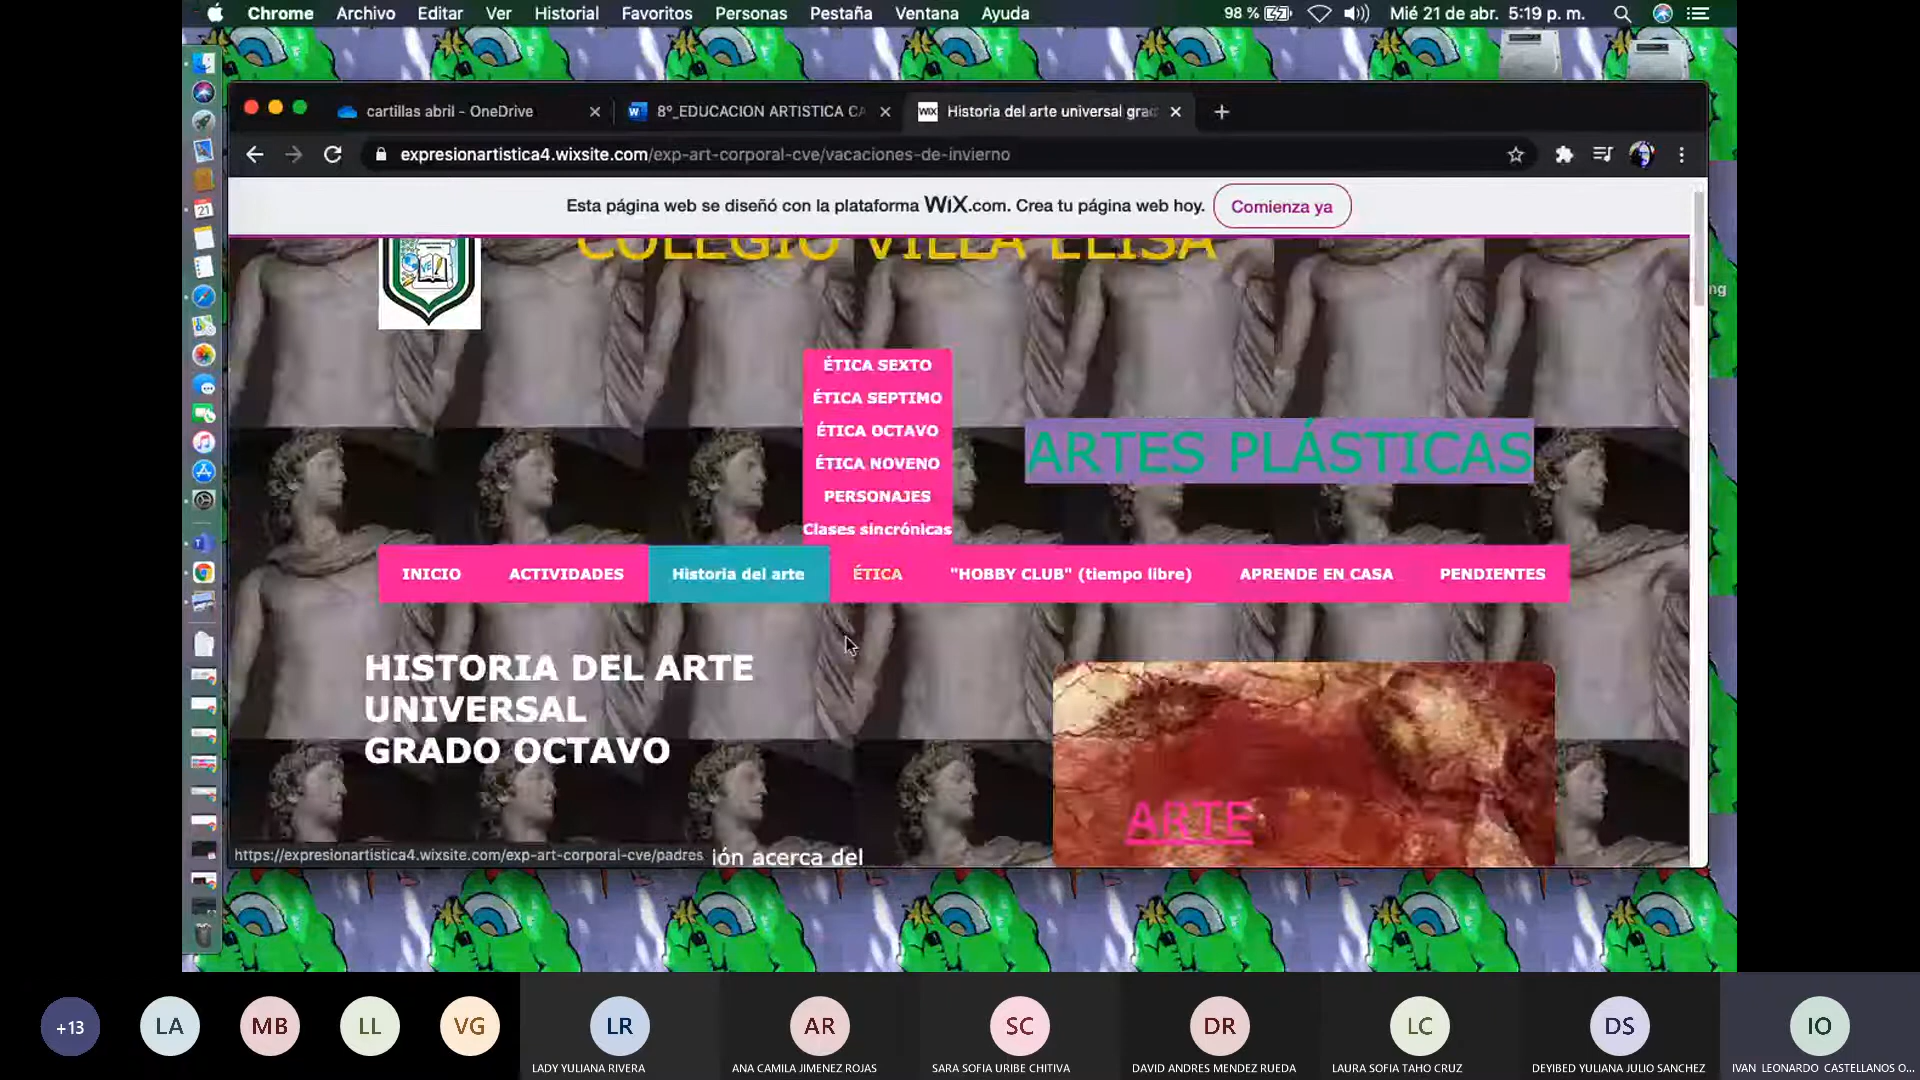 Chrome Archivo Editar Ver Historial Favoritos Personas Pestaña Ventana Ayuda 98 % Mié 21 de abr. 5:19 p. m.
cartillas abril - OneDrive 8º_EDUCACION ARTISTICA CA Historia del arte universal grad
expresionartistica4.wixsite.com/exp-art-corporal-cve/vacaciones-de-invierno
Esta página web se diseñó con la plataforma WiX.com. Crea tu página web hoy. Comienza ya
COLEGIO VILLA ELISA
ng
ÉTICA SEXTO
ÉTICA SEPTIMO
ÉTICA OCTAVO
ÉTICA NOVENO
PERSONAJES
Clases sincrónicas
ARTES PLÁSTICAS
INICIO ACTIVIDADES Historia del arte ÉTICA "HOBBY CLUB" (tiempo libre) APRENDE EN CASA PENDIENTES
HISTORIA DEL ARTE
UNIVERSAL
GRADO OCTAVO
ARTE
https://expresionartistica4.wixsite.com/exp-art-corporal-cve/padres ión acerca del
+13 LA MB LL VG LR AR SC DR LC DS IO
LADY YULIANA RIVERA ANA CAMILA JIMENEZ ROJAS SARA SOFIA URIBE CHITIVA DAVID ANDRES MENDEZ RUEDA LAURA SOFIA TAHO CRUZ DEYIBED YULIANA JULIO SANCHEZ IVAN LEONARDO CASTELLANOS O...